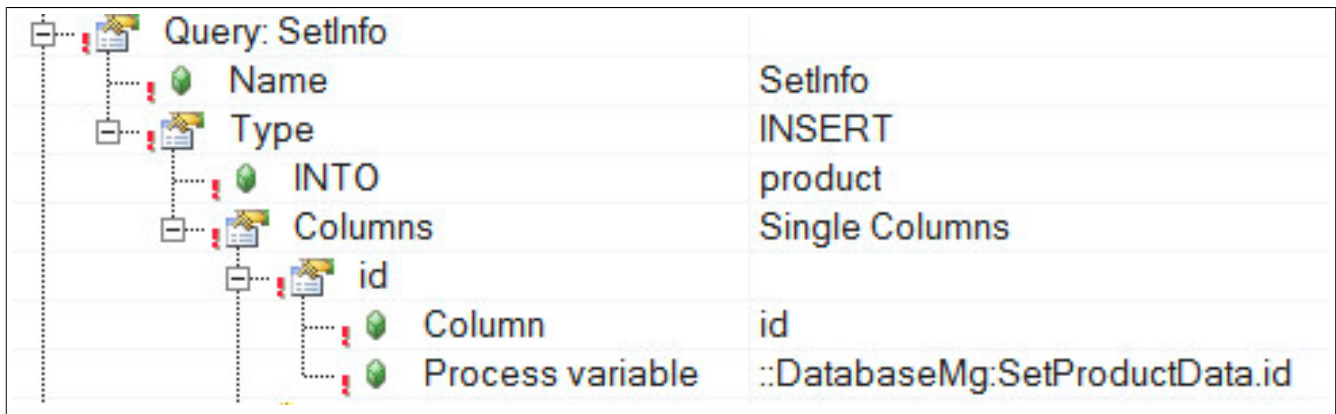 Query: SetInfo
Name SetInfo
Type INSERT
INTO product
Columns Single Columns
id
Column id
Process variable ::DatabaseMg:SetProductData.id